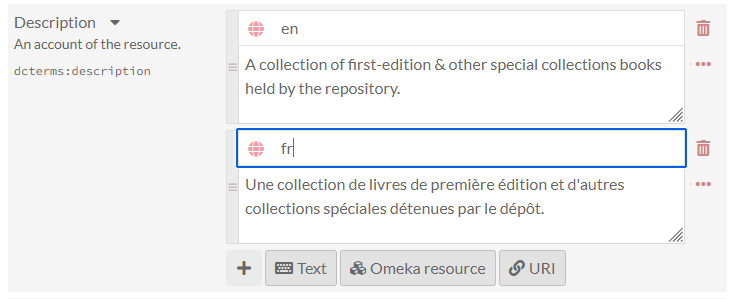 Description
An account of the resource.
dcterms:description
en
A collection of first-edition & other special collections books
held by the repository.
fr
Une collection de livres de première édition et d'autres
collections spéciales détenues par le dépôt.
+ Text Omeka resource URI